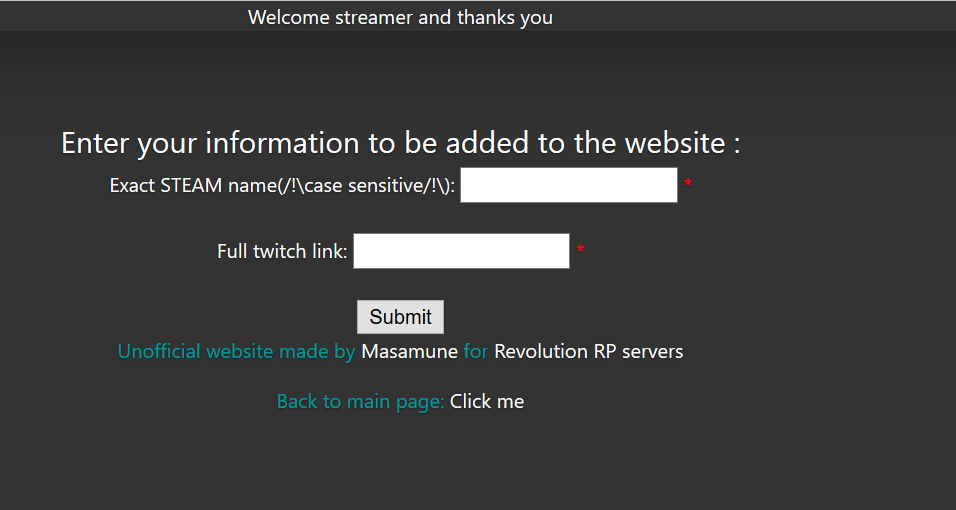 Welcome streamer and thanks you
Enter your information to be added to the website :
Exact STEAM name(/!\case sensitive/!\): *
Full twitch link: *
Submit
Unofficial website made by Masamune for Revolution RP servers
Back to main page: Click me